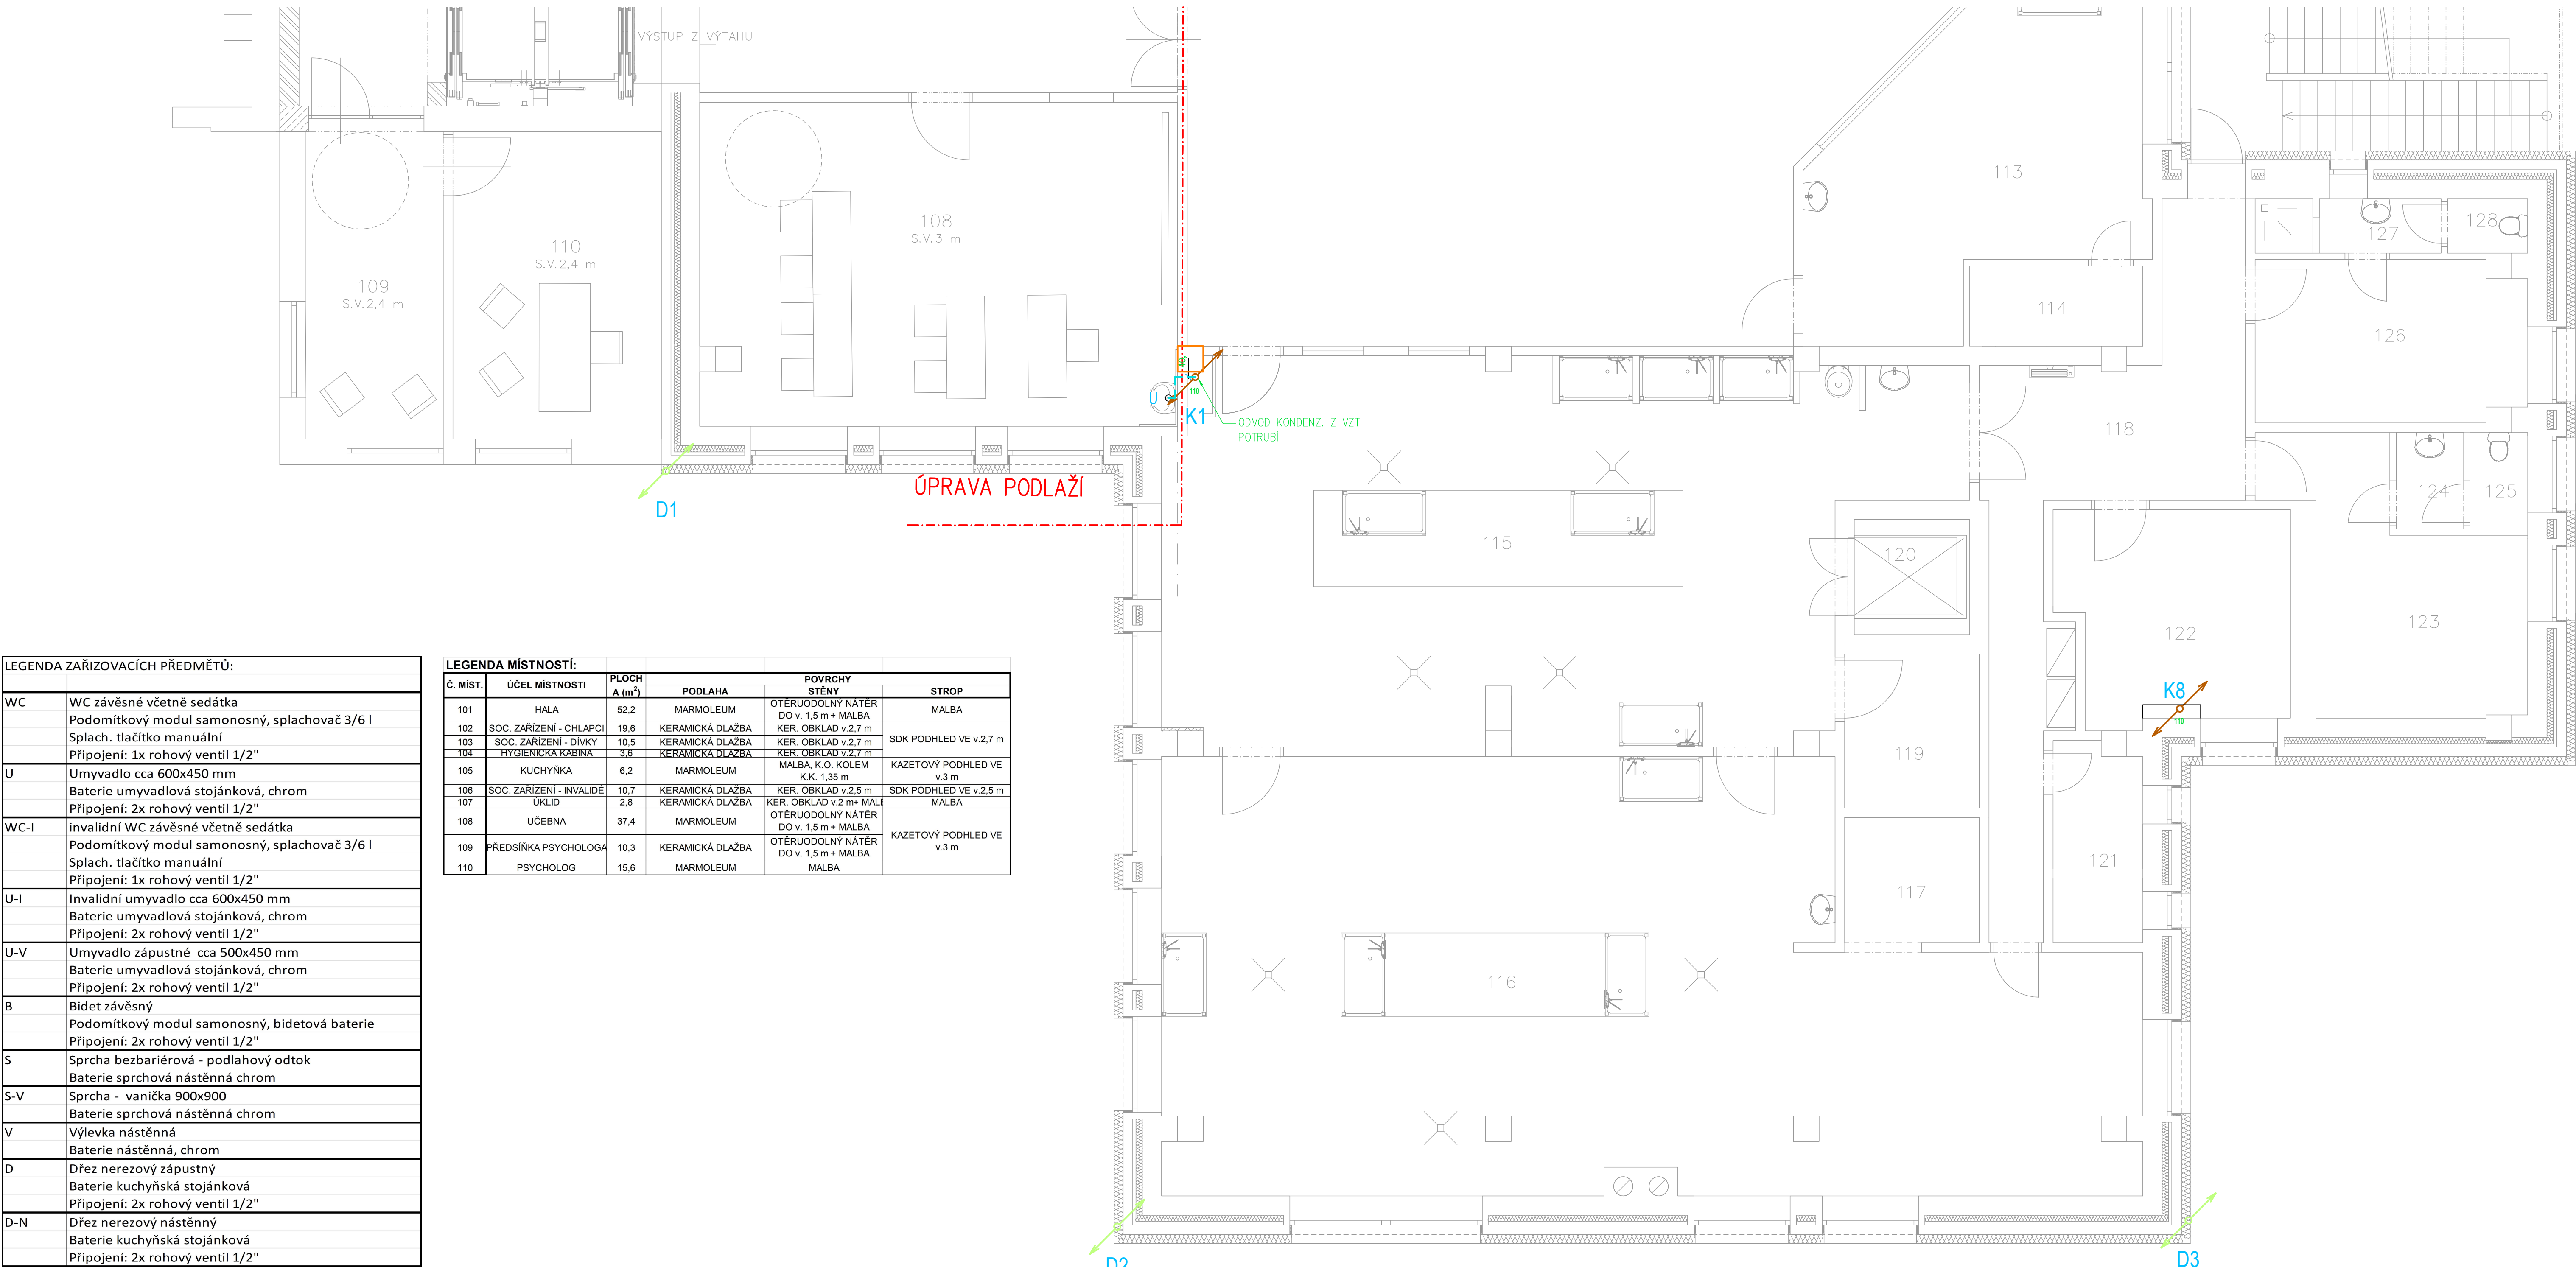 VÝSTUP Z VÝTAHU
113
128
127
108
S.V.3 m
110
S.V.2,4 m
109
S.V.2,4 m
114
126
U
110
K1
ODVOD KONDENZ. Z VZT
POTRUBÍ
118
ÚPRAVA PODLAŽÍ
D1
124
125
115
120
123
122
K8
110
119
121
117
116
D2
D3
LEGENDA ZAŘIZOVACÍCH PŘEDMĚTŮ:
WC WC závěsné včetně sedátka
Podomítkový modul samonosný, splachovač 3/6 l
Splach. tlačítko manuální
Připojení: 1x rohový ventil 1/2"
U Umyvadlo cca 600x450 mm
Baterie umyvadlová stojánková, chrom
Připojení: 2x rohový ventil 1/2"
WC-I invalidní WC závěsné včetně sedátka
Podomítkový modul samonosný, splachovač 3/6 l
Splach. tlačítko manuální
Připojení: 1x rohový ventil 1/2"
U-I Invalidní umyvadlo cca 600x450 mm
Baterie umyvadlová stojánková, chrom
Připojení: 2x rohový ventil 1/2"
U-V Umyvadlo zápustné cca 500x450 mm
Baterie umyvadlová stojánková, chrom
Připojení: 2x rohový ventil 1/2"
B Bidet závěsný
Podomítkový modul samonosný, bidetová baterie
Připojení: 2x rohový ventil 1/2"
S Sprcha bezbariérová - podlahový odtok
Baterie sprchová nástěnná chrom
S-V Sprcha - vanička 900x900
Baterie sprchová nástěnná chrom
V Výlevka nástěnná
Baterie nástěnná, chrom
D Dřez nerezový zápustný
Baterie kuchyňská stojánková
Připojení: 2x rohový ventil 1/2"
D-N Dřez nerezový nástěnný
Baterie kuchyňská stojánková
Připojení: 2x rohový ventil 1/2"
LEGENDA MÍSTNOSTÍ:
Č. MÍST. ÚČEL MÍSTNOSTI PLOCH A (m²) POVRCHY
PODLAHA STĚNY STROP
101 HALA 52,2 MARMOLEUM OTĚRUODOLNÝ NÁTĚR DO v. 1,5 m + MALBA MALBA
102 SOC. ZAŘÍZENÍ - CHLAPCI 19,6 KERAMICKÁ DLAŽBA KER. OBKLAD v.2,7 m SDK PODHLED VE v.2,7 m
103 SOC. ZAŘÍZENÍ - DÍVKY 10,5 KERAMICKÁ DLAŽBA KER. OBKLAD v.2,7 m
104 HYGIENICKÁ KABINA 3,6 KERAMICKÁ DLAŽBA KER. OBKLAD v.2,7 m
105 KUCHYŇKA 6,2 MARMOLEUM MALBA, K.O. KOLEM K.K. 1,35 m KAZETOVÝ PODHLED VE v.3 m
106 SOC. ZAŘÍZENÍ - INVALIDÉ 10,7 KERAMICKÁ DLAŽBA KER. OBKLAD v.2,5 m SDK PODHLED VE v.2,5 m
107 ÚKLID 2,8 KERAMICKÁ DLAŽBA KER. OBKLAD v.2 m+ MALB MALBA
108 UČEBNA 37,4 MARMOLEUM OTĚRUODOLNÝ NÁTĚR DO v. 1,5 m + MALBA KAZETOVÝ PODHLED VE v.3 m
109 PŘEDSÍŇKA PSYCHOLOGA 10,3 KERAMICKÁ DLAŽBA OTĚRUODOLNÝ NÁTĚR DO v. 1,5 m + MALBA
110 PSYCHOLOG 15,6 MARMOLEUM MALBA